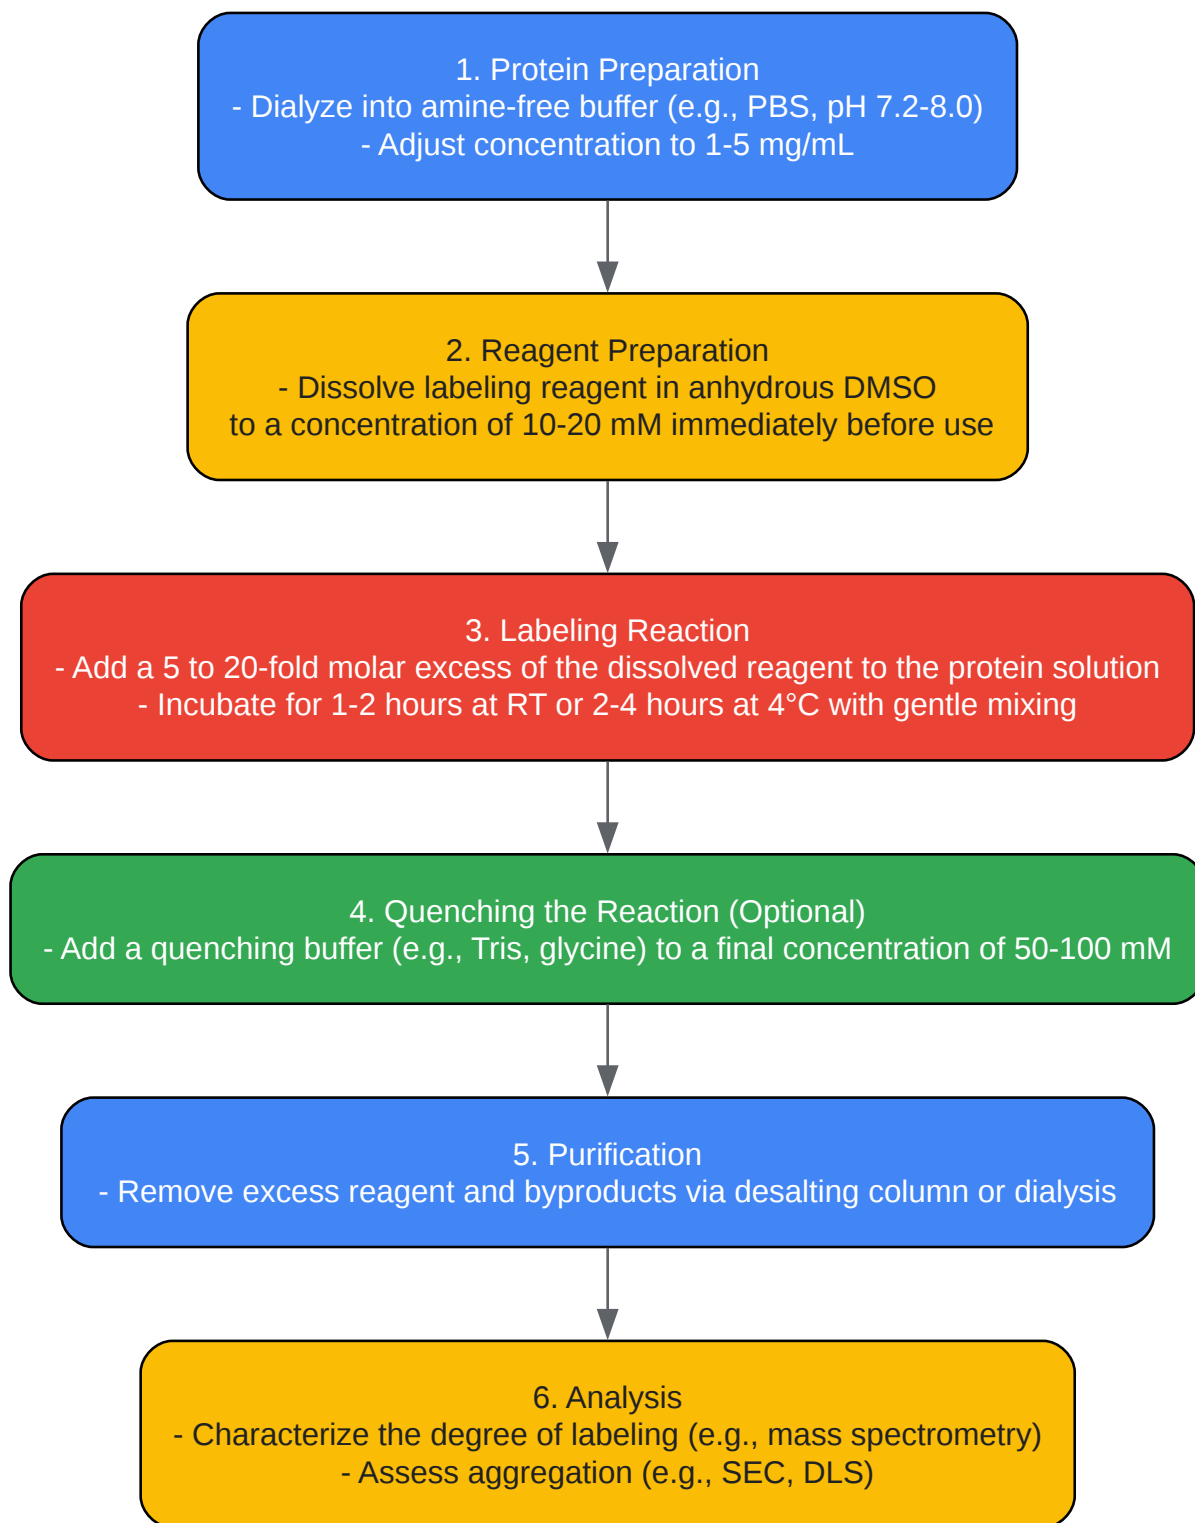 1. Protein Preparation
- Dialyze into amine-free buffer (e.g., PBS, pH 7.2-8.0)
- Adjust concentration to 1-5 mg/mL
2. Reagent Preparation
- Dissolve labeling reagent in anhydrous DMSO
to a concentration of 10-20 mM immediately before use
3. Labeling Reaction
- Add a 5 to 20-fold molar excess of the dissolved reagent to the protein solution
- Incubate for 1-2 hours at RT or 2-4 hours at 4°C with gentle mixing
4. Quenching the Reaction (Optional)
- Add a quenching buffer (e.g., Tris, glycine) to a final concentration of 50-100 mM
5. Purification
- Remove excess reagent and byproducts via desalting column or dialysis
6. Analysis
- Characterize the degree of labeling (e.g., mass spectrometry)
- Assess aggregation (e.g., SEC, DLS)